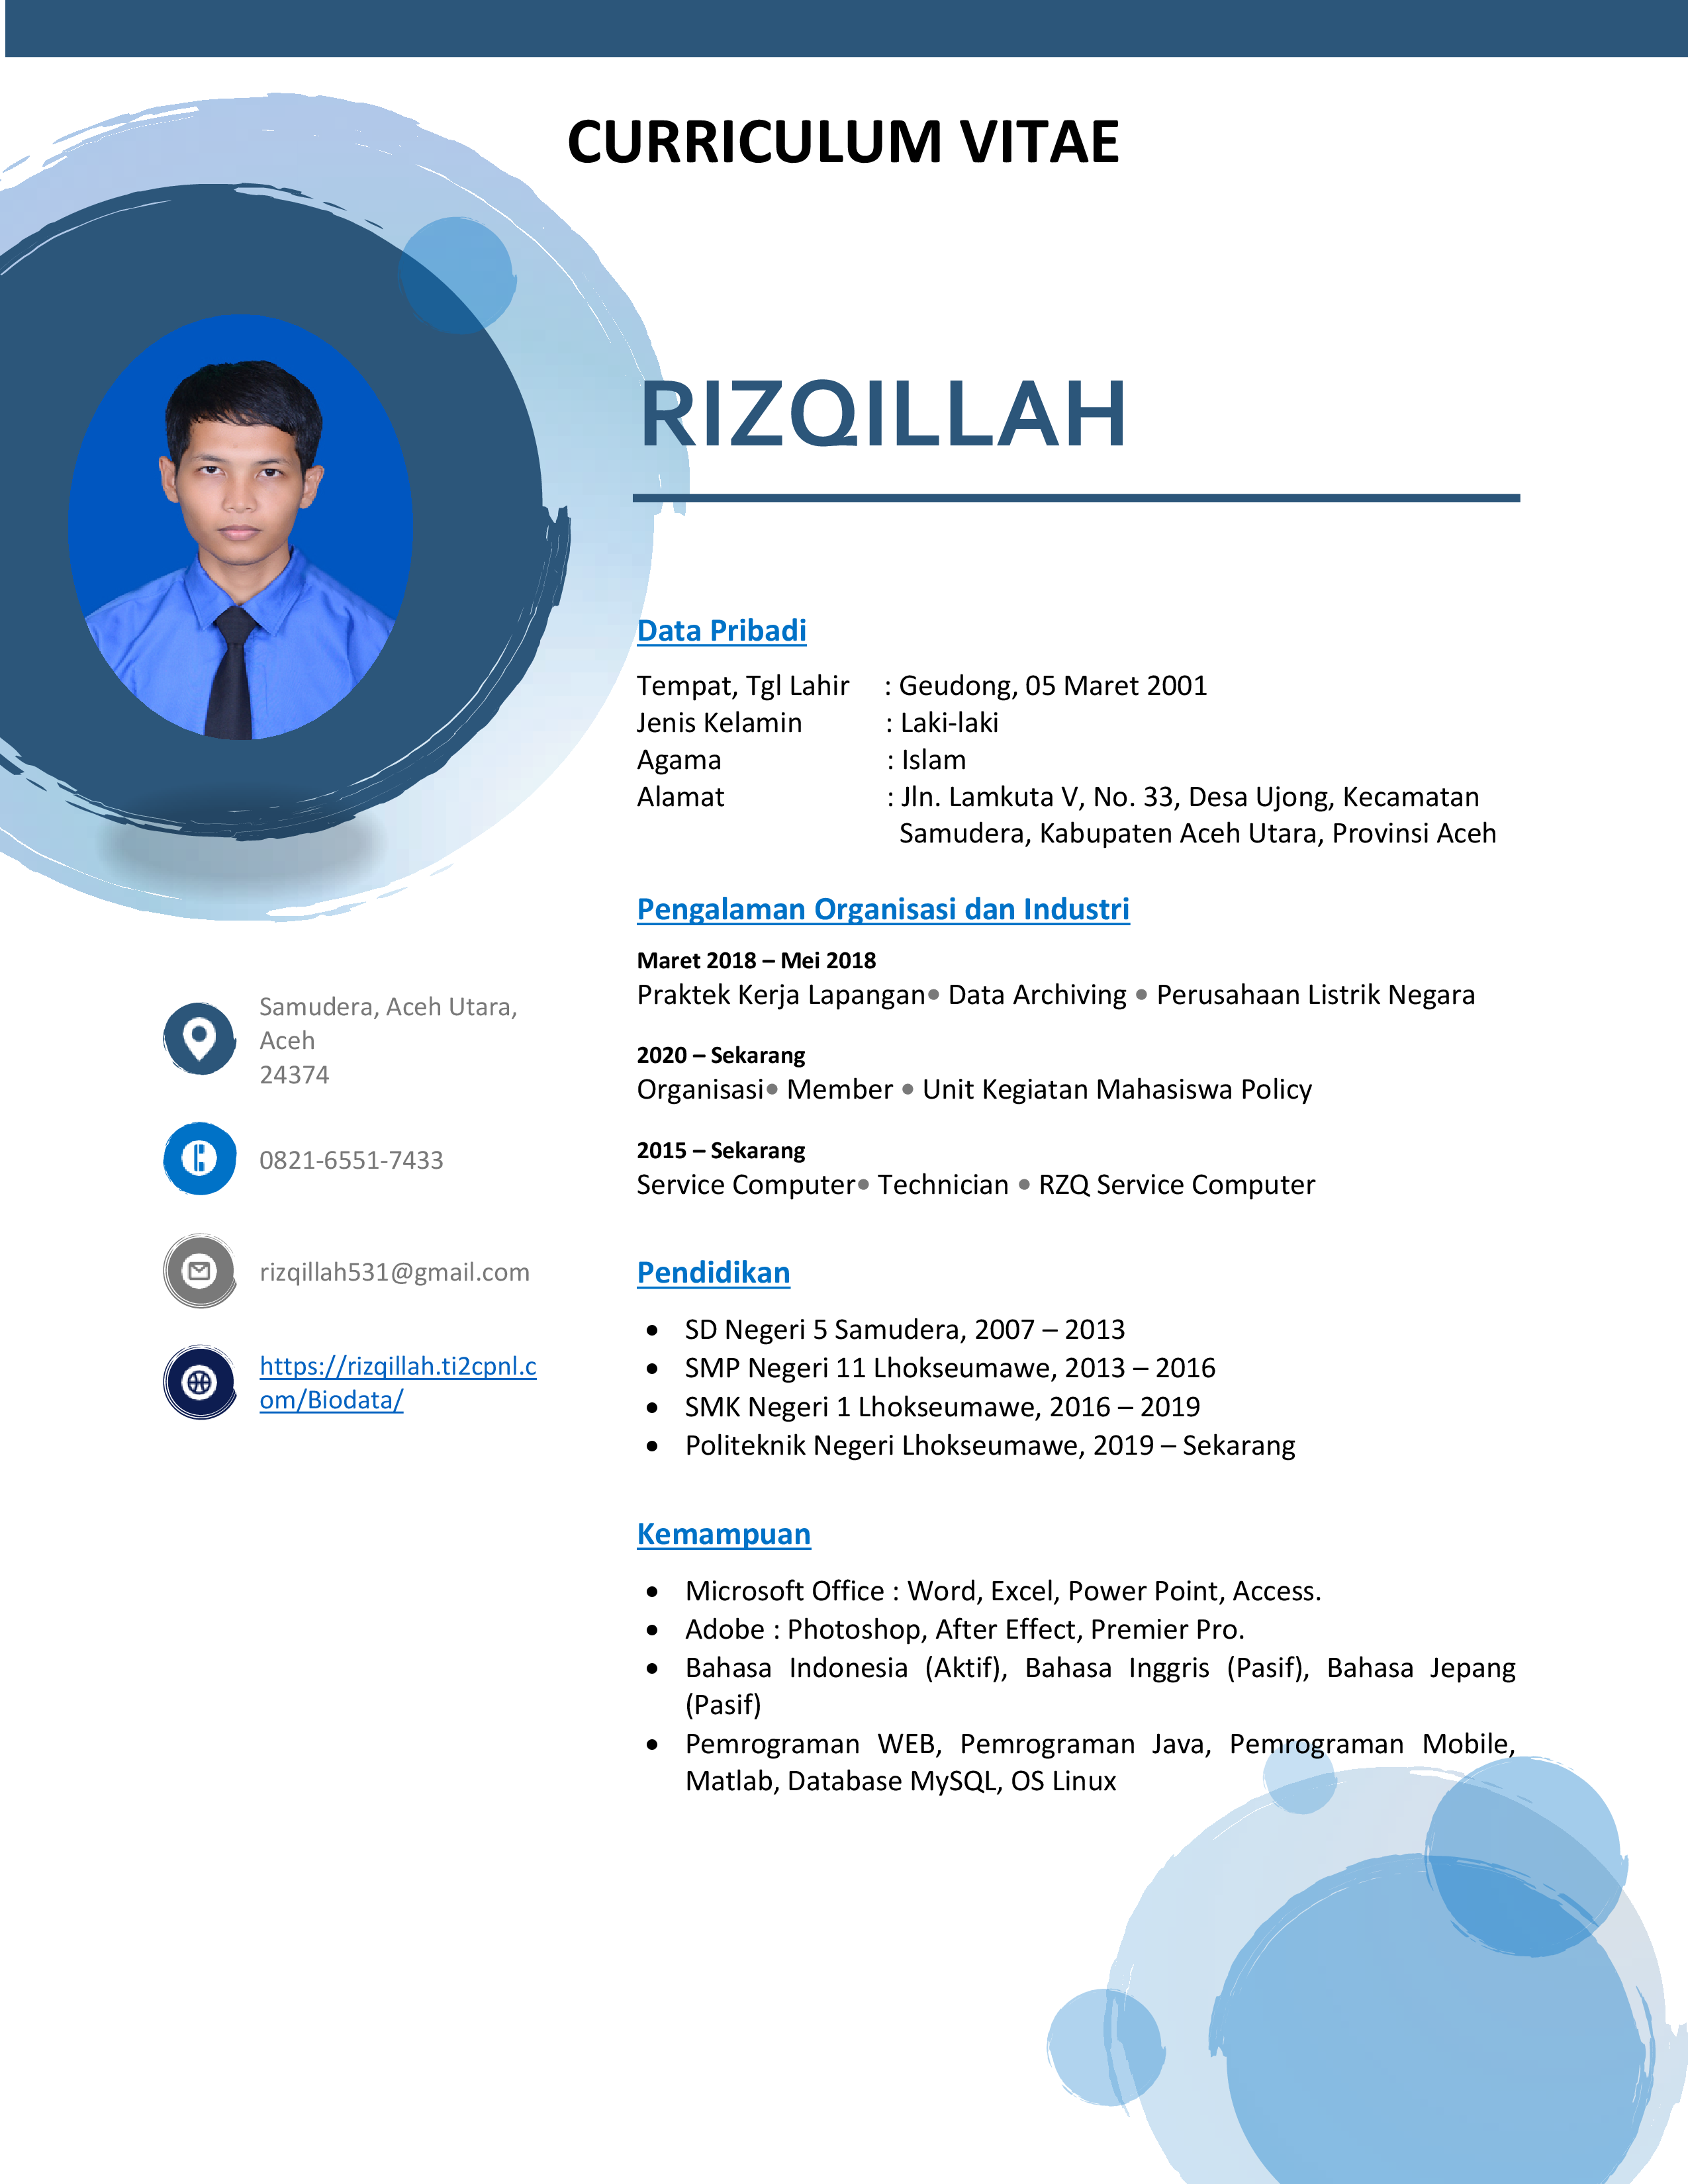 CURRICULUM VITAE
RIZQILLAH
Data Pribadi
Tempat, Tgl Lahir : Geudong, 05 Maret 2001
Jenis Kelamin : Laki-laki
Agama : Islam
Alamat : Jln. Lamkuta V, No. 33, Desa Ujong, Kecamatan
Samudera, Kabupaten Aceh Utara, Provinsi Aceh
Pengalaman Organisasi dan Industri
Maret 2018 – Mei 2018
Praktek Kerja Lapangan• Data Archiving • Perusahaan Listrik Negara
2020 – Sekarang
Organisasi• Member • Unit Kegiatan Mahasiswa Policy
2015 – Sekarang
Service Computer• Technician • RZQ Service Computer
Pendidikan
• SD Negeri 5 Samudera, 2007 – 2013
• SMP Negeri 11 Lhokseumawe, 2013 – 2016
• SMK Negeri 1 Lhokseumawe, 2016 – 2019
• Politeknik Negeri Lhokseumawe, 2019 – Sekarang
Kemampuan
• Microsoft Office : Word, Excel, Power Point, Access.
• Adobe : Photoshop, After Effect, Premier Pro.
• Bahasa Indonesia (Aktif), Bahasa Inggris (Pasif), Bahasa Jepang
(Pasif)
• Pemrograman WEB, Pemrograman Java, Pemrograman Mobile,
Matlab, Database MySQL, OS Linux
Samudera, Aceh Utara,
Aceh
24374
0821-6551-7433
rizqillah531@gmail.com
https://rizqillah.ti2cpnl.c
om/Biodata/